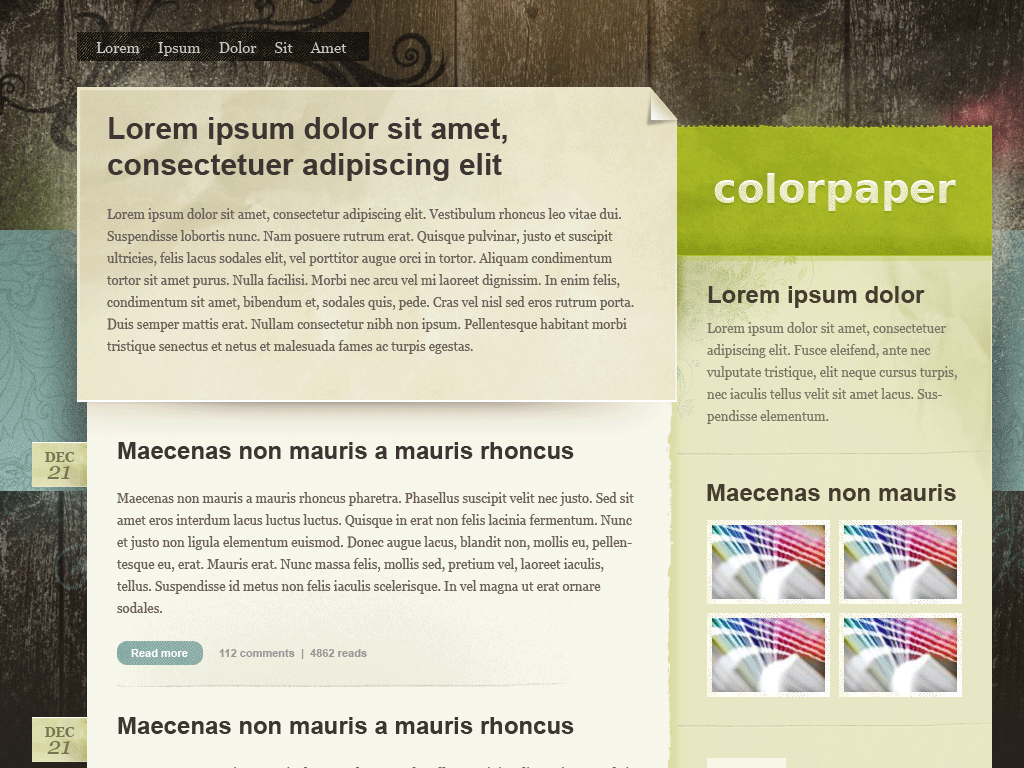 Lorem Ipsum Dolor Sit Amet
Lorem ipsum dolor sit amet,
consectetuer adipiscing elit
Lorem ipsum dolor sit amet, consectetur adipiscing elit. Vestibulum rhoncus leo vitae dui.
Suspendisse lobortis nunc. Nam posuere rutrum erat. Quisque pulvinar, justo et suscipit
ultricies, felis lacus sodales elit, vel porttitor augue orci in tortor. Aliquam condimentum
tortor sit amet purus. Nulla facilisi. Morbi nec arcu vel mi laoreet dignissim. In enim felis,
condimentum sit amet, bibendum et, sodales quis, pede. Cras vel nisl sed eros rutrum porta.
Duis semper mattis erat. Nullam consectetur nibh non ipsum. Pellentesque habitant morbi
tristique senectus et netus et malesuada fames ac turpis egestas.
DEC
21
Maecenas non mauris a mauris rhoncus
Maecenas non mauris a mauris rhoncus pharetra. Phasellus suscipit velit nec justo. Sed sit
amet eros interdum lacus luctus luctus. Quisque in erat non felis lacinia fermentum. Nunc
et justo non ligula elementum euismod. Donec augue lacus, blandit non, mollis eu, pellen-
tesque eu, erat. Mauris erat. Nunc massa felis, mollis sed, pretium vel, laoreet iaculis,
tellus. Suspendisse id metus non felis iaculis scelerisque. In vel magna ut erat ornare
sodales.
Read more 112 comments | 4862 reads
DEC
21
Maecenas non mauris a mauris rhoncus
colorpaper
Lorem ipsum dolor
Lorem ipsum dolor sit amet, consectetuer
adipiscing elit. Fusce eleifend, ante nec
vulputate tristique, elit neque cursus turpis,
nec iaculis tellus velit sit amet lacus. Sus-
pendisse elementum.
Maecenas non mauris